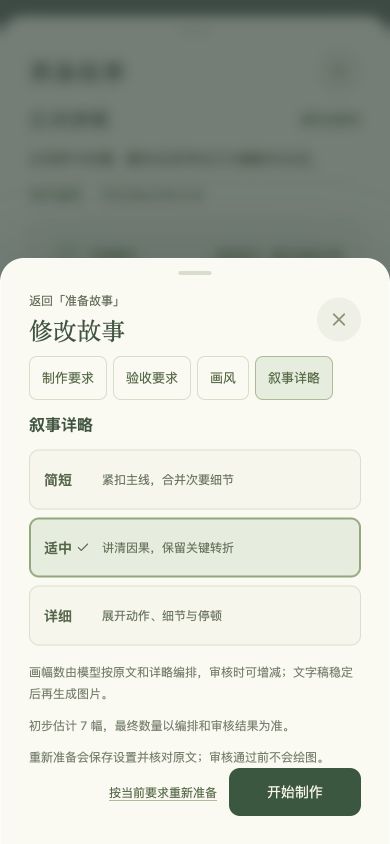 返回「准备故事」
修改故事
制作要求
验收要求
画风
叙事详略
叙事详略
简短
紧扣主线，合并次要细节
适中
讲清因果，保留关键转折
详细
展开动作、细节与停顿
画幅数由模型按原文和详略编排，审核时可增减；文字稿稳定
后再生成图片。
初步估计 7 幅，最终数量以编排和审核结果为准。
重新准备会保存设置并核对原文；审核通过前不会绘图。
按当前要求重新准备
开始制作